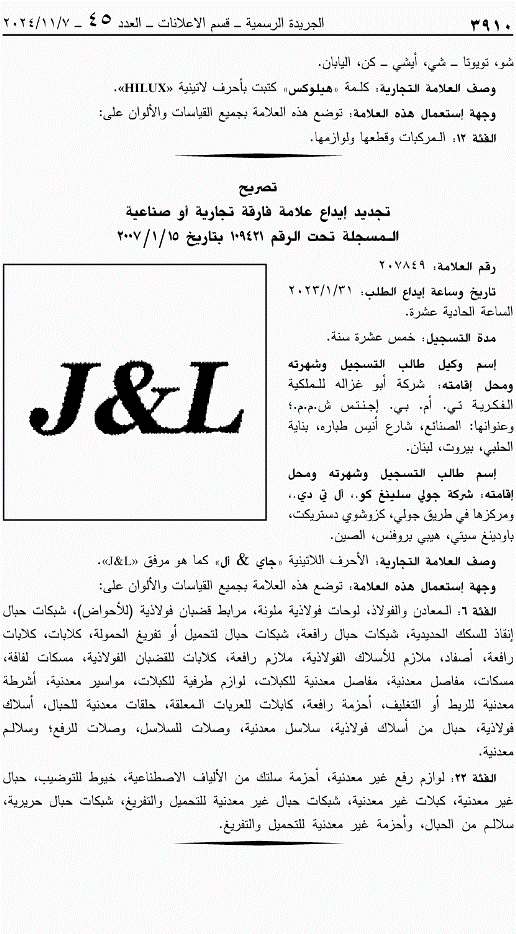 ٣٩١٠ الجريدة الرسمية ـ قسم الاعلانات ـ العدد ٤٥ ـ ٢٠٢٤/١١/٧
شو، تويوتا ـ شي، أيشي ـ كن، اليابان.
وصف العلامة التجارية: كلمة «هيلوكس» كتبت بأحرف لاتينية «HILUX».
وجهة إستعمال هذه العلامة: توضع هذه العلامة بجميع القياسات والألوان على:
الفئة ١٢: المركبات وقطعها ولوازمها.
تصريح
تجديد إيداع علامة فارقة تجارية أو صناعية
المسجلة تحت الرقم ١٠٩٤٢١ بتاريخ ٢٠٠٧/١/١٥
رقم العلامة: ٢٠٧٨٤٩
تاريخ وساعة إيداع الطلب: ٢٠٢٣/١/٣١
الساعة الحادية عشرة.
مدة التسجيل: خمس عشرة سنة.
إسم وكيل طالب التسجيل وشهرته
ومحل إقامته: شركة أبو غزاله للملكية
الفكرية تي. أم. بي. إجنتس ش.م.م.؛
وعنوانها: الصنائع، شارع أنيس طباره، بناية
الحلبي، بيروت، لبنان.
إسم طالب التسجيل وشهرته ومحل
إقامته: شركة جولي سلينغ كو.، آل تي دي.،
ومركزها في طريق جولي، كزوشوي دستريكت،
باودينغ سيتي، هيبي بروفنس، الصين.
J&L
وصف العلامة التجارية: الأحرف اللاتينية «جاي & أل» كما هو مرفق «J&L».
وجهة إستعمال هذه العلامة: توضع هذه العلامة بجميع القياسات والألوان على:
الفئة ٦: المعادن والفولاذ، لوحات فولاذية ملونة، مرابط قضبان فولاذية (للأحواض)، شبكات حبال
إنقاذ للسكك الحديدية، شبكات حبال رافعة، شبكات حبال لتحميل أو تفريغ الحمولة، كلابات، كلابات
رافعة، أصفاد، ملازم للأسلاك الفولاذية، ملازم رافعة، كلابات للقضبان الفولاذية، مسكات لفافة،
مسكات، مفاصل معدنية، مفاصل معدنية للكبلات، لوازم طرفية للكبلات، مواسير معدنية، أشرطة
معدنية للربط أو التغليف، أحزمة رافعة، كابلات للعربات المعلقة، حلقات معدنية للحبال، أسلاك
فولاذية، حبال من أسلاك فولاذية، سلاسل معدنية، وصلات للسلاسل، وصلات للرفع؛ وسلالم
معدنية.
الفئة ٢٢: لوازم رفع غير معدنية، أحزمة سلتك من الألياف الاصطناعية، خيوط للتوضيب، حبال
غير معدنية، كبلات غير معدنية، شبكات حبال غير معدنية للتحميل والتفريغ، شبكات حبال حريرية،
سلالم من الحبال، وأحزمة غير معدنية للتحميل والتفريغ.